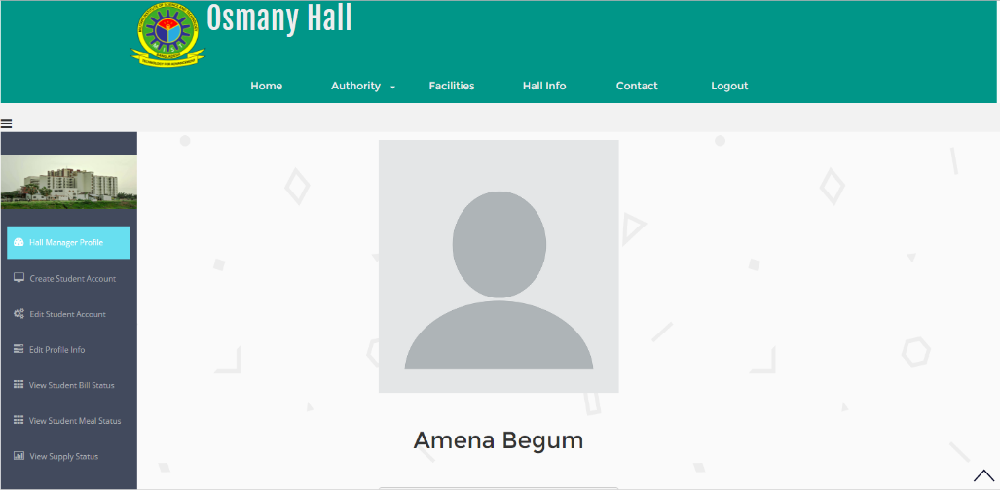 Osmany Hall
Home
Authority
Facilities
Hall Info
Contact
Logout
Hall Manager Profile
Create Student Account
Edit Student Account
Edit Profile Info
View Student Bill Status
View Student Meal Status
View Supply Status
Amena Begum